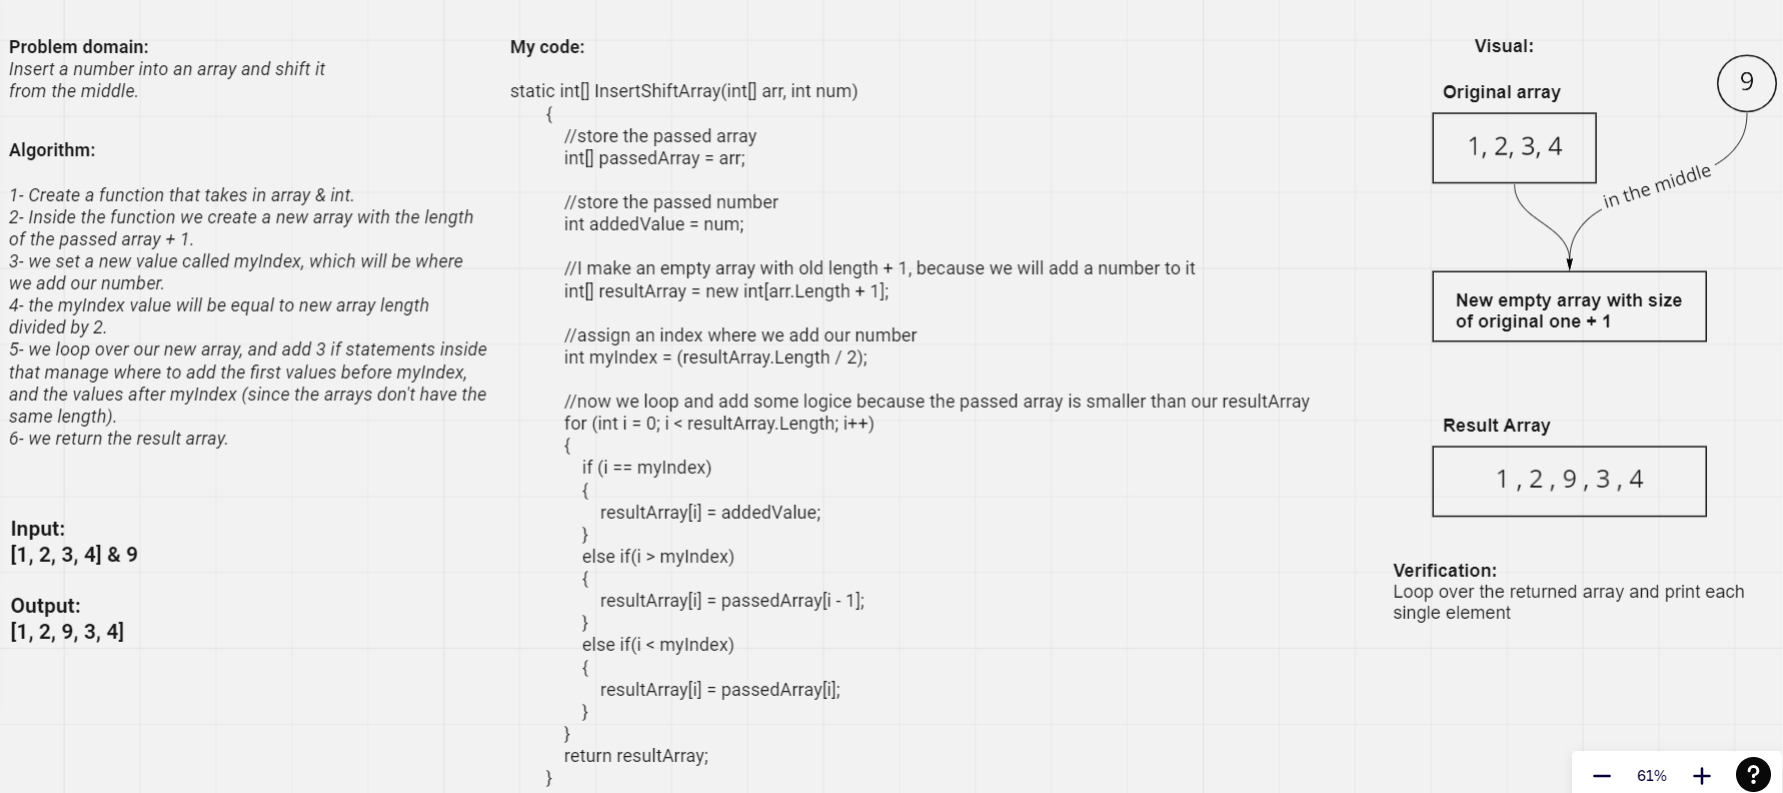 Problem domain:
Insert a number into an array and shift it
from the middle.
Algorithm:
1- Create a function that takes in array & int.
2- Inside the function we create a new array with the length
of the passed array + 1.
3- we set a new value called myIndex, which will be where
we add our number.
4- the myIndex value will be equal to new array length
divided by 2.
5- we loop over our new array, and add 3 if statements inside
that manage where to add the first values before myIndex,
and the values after myIndex (since the arrays don't have the
same length).
6- we return the result array.
Input:
[1, 2, 3, 4] & 9
Output:
[1, 2, 9, 3, 4]
My code:
static int[] InsertShiftArray(int[] arr, int num)
{
//store the passed array
int[] passedArray = arr;
//store the passed number
int addedValue = num;
//I make an empty array with old length + 1, because we will add a number to it
int[] resultArray = new int[arr.Length + 1];
//assign an index where we add our number
int myIndex = (resultArray.Length / 2);
//now we loop and add some logice because the passed array is smaller than our resultArray
for (int i = 0; i < resultArray.Length; i++)
{
if (i == myIndex)
{
resultArray[i] = addedValue;
}
else if(i > myIndex)
{
resultArray[i] = passedArray[i - 1];
}
else if(i < myIndex)
{
resultArray[i] = passedArray[i];
}
}
return resultArray;
}
Visual:
9
Original array
1, 2, 3, 4
in the middle
New empty array with size
of original one + 1
Result Array
1 , 2 , 9 , 3 , 4
Verification:
Loop over the returned array and print each
single element
61%
?